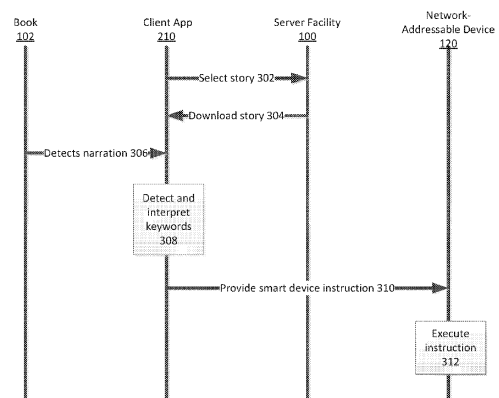 Book
102
Client App
210
Server Facility
100
Network-
Addressable Device
120
Select story 302
Download story 304
Detects narration 306
Detect and
interpret
keywords
308
Provide smart device instruction 310
Execute
instruction
312